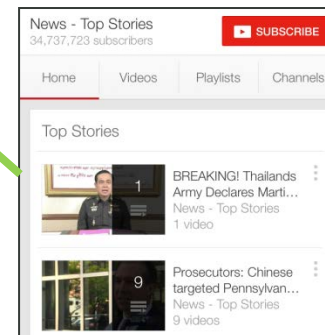 News - Top Stories
34,737,723 subscribers
SUBSCRIBE
Home
Videos
Playlists
Channels
Top Stories
1
BREAKING! Thailands
Army Declares Marti...
News - Top Stories
1 video
9
Prosecutors: Chinese
targeted Pennsylvan...
News - Top Stories
9 videos